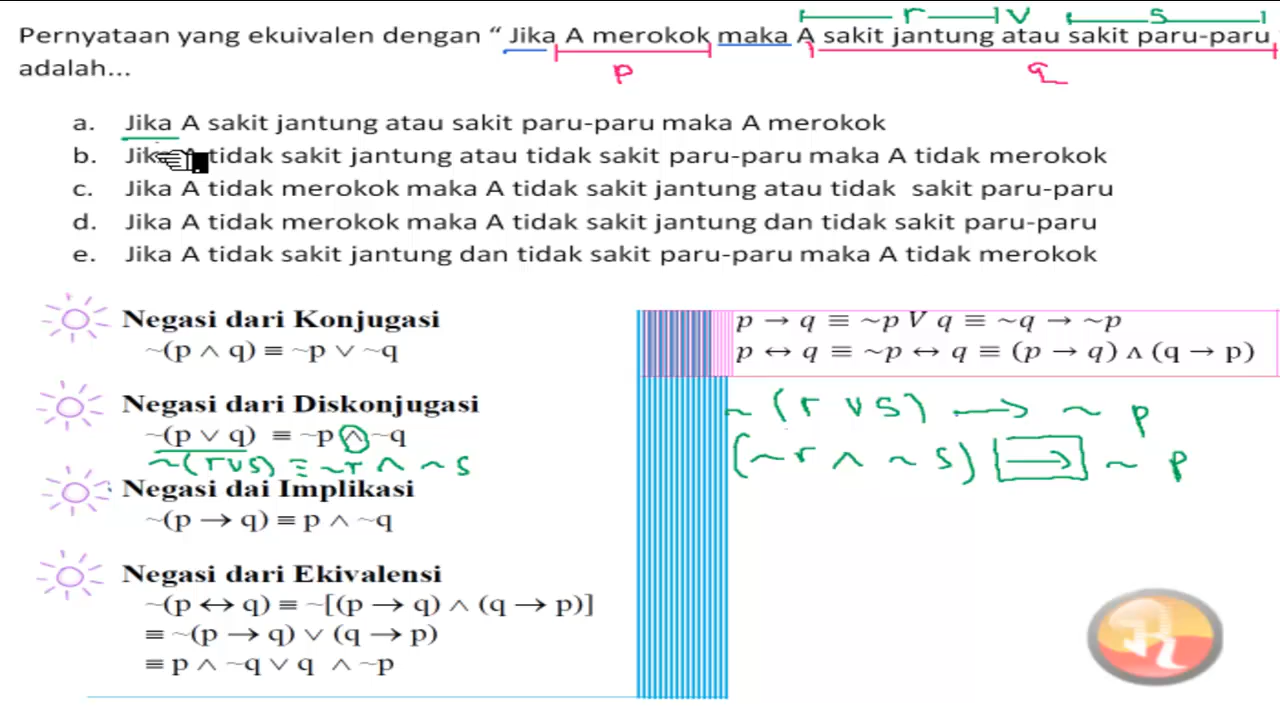 r V s
Pernyataan yang ekuivalen dengan “ Jika A merokok maka A sakit jantung atau sakit paru-paru
p q
adalah...
a. Jika A sakit jantung atau sakit paru-paru maka A merokok
b. Jika A tidak sakit jantung atau tidak sakit paru-paru maka A tidak merokok
c. Jika A tidak merokok maka A tidak sakit jantung atau tidak sakit paru-paru
d. Jika A tidak merokok maka A tidak sakit jantung dan tidak sakit paru-paru
e. Jika A tidak sakit jantung dan tidak sakit paru-paru maka A tidak merokok
Negasi dari Konjugasi
~(p ∧ q) ≡ ~p ∨ ~q
Negasi dari Diskonjugasi
~(p ∨ q) ≡ ~p ∧ ~q
~(r ∨ s) ≡ ~r ∧ ~s
Negasi dai Implikasi
~(p → q) ≡ p ∧ ~q
Negasi dari Ekivalensi
~(p ↔ q) ≡ ~[(p → q) ∧ (q → p)]
≡ ~(p → q) ∨ (q → p)
≡ p ∧ ~q ∨ q ∧ ~p
p → q ≡ ~p V q ≡ ~q → ~p
p ↔ q ≡ ~p ↔ q ≡ (p → q) ∧ (q → p)
~ (r ∨ s) → ~ p
(~ r ∧ ~ s) → ~ p
R